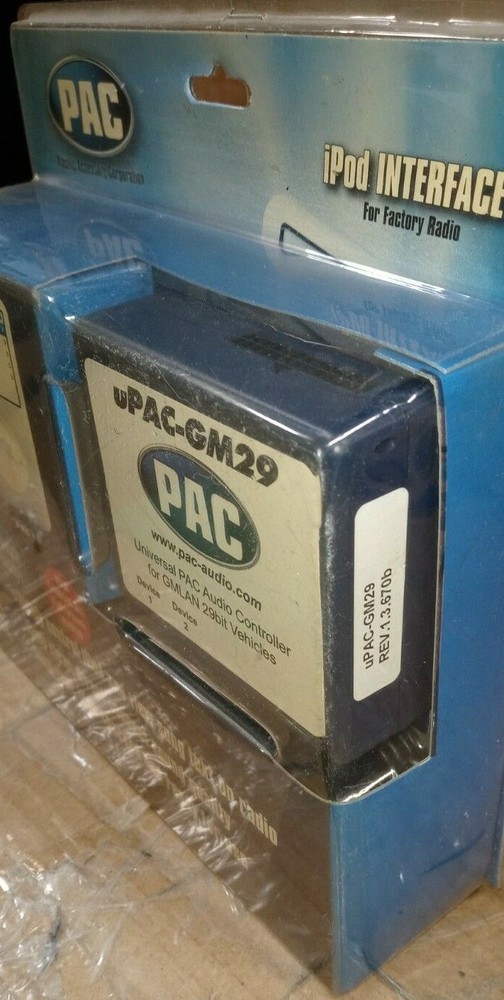 PAC
iPod INTERFACE
For Factory Radio
uPAC-GM29
PAC
www.pac-audio.com
Universal PAC Audio Controller
for GMLAN 29bit Vehicles
Device Device
1 2
uPAC-GM29
REV.1.3.670b